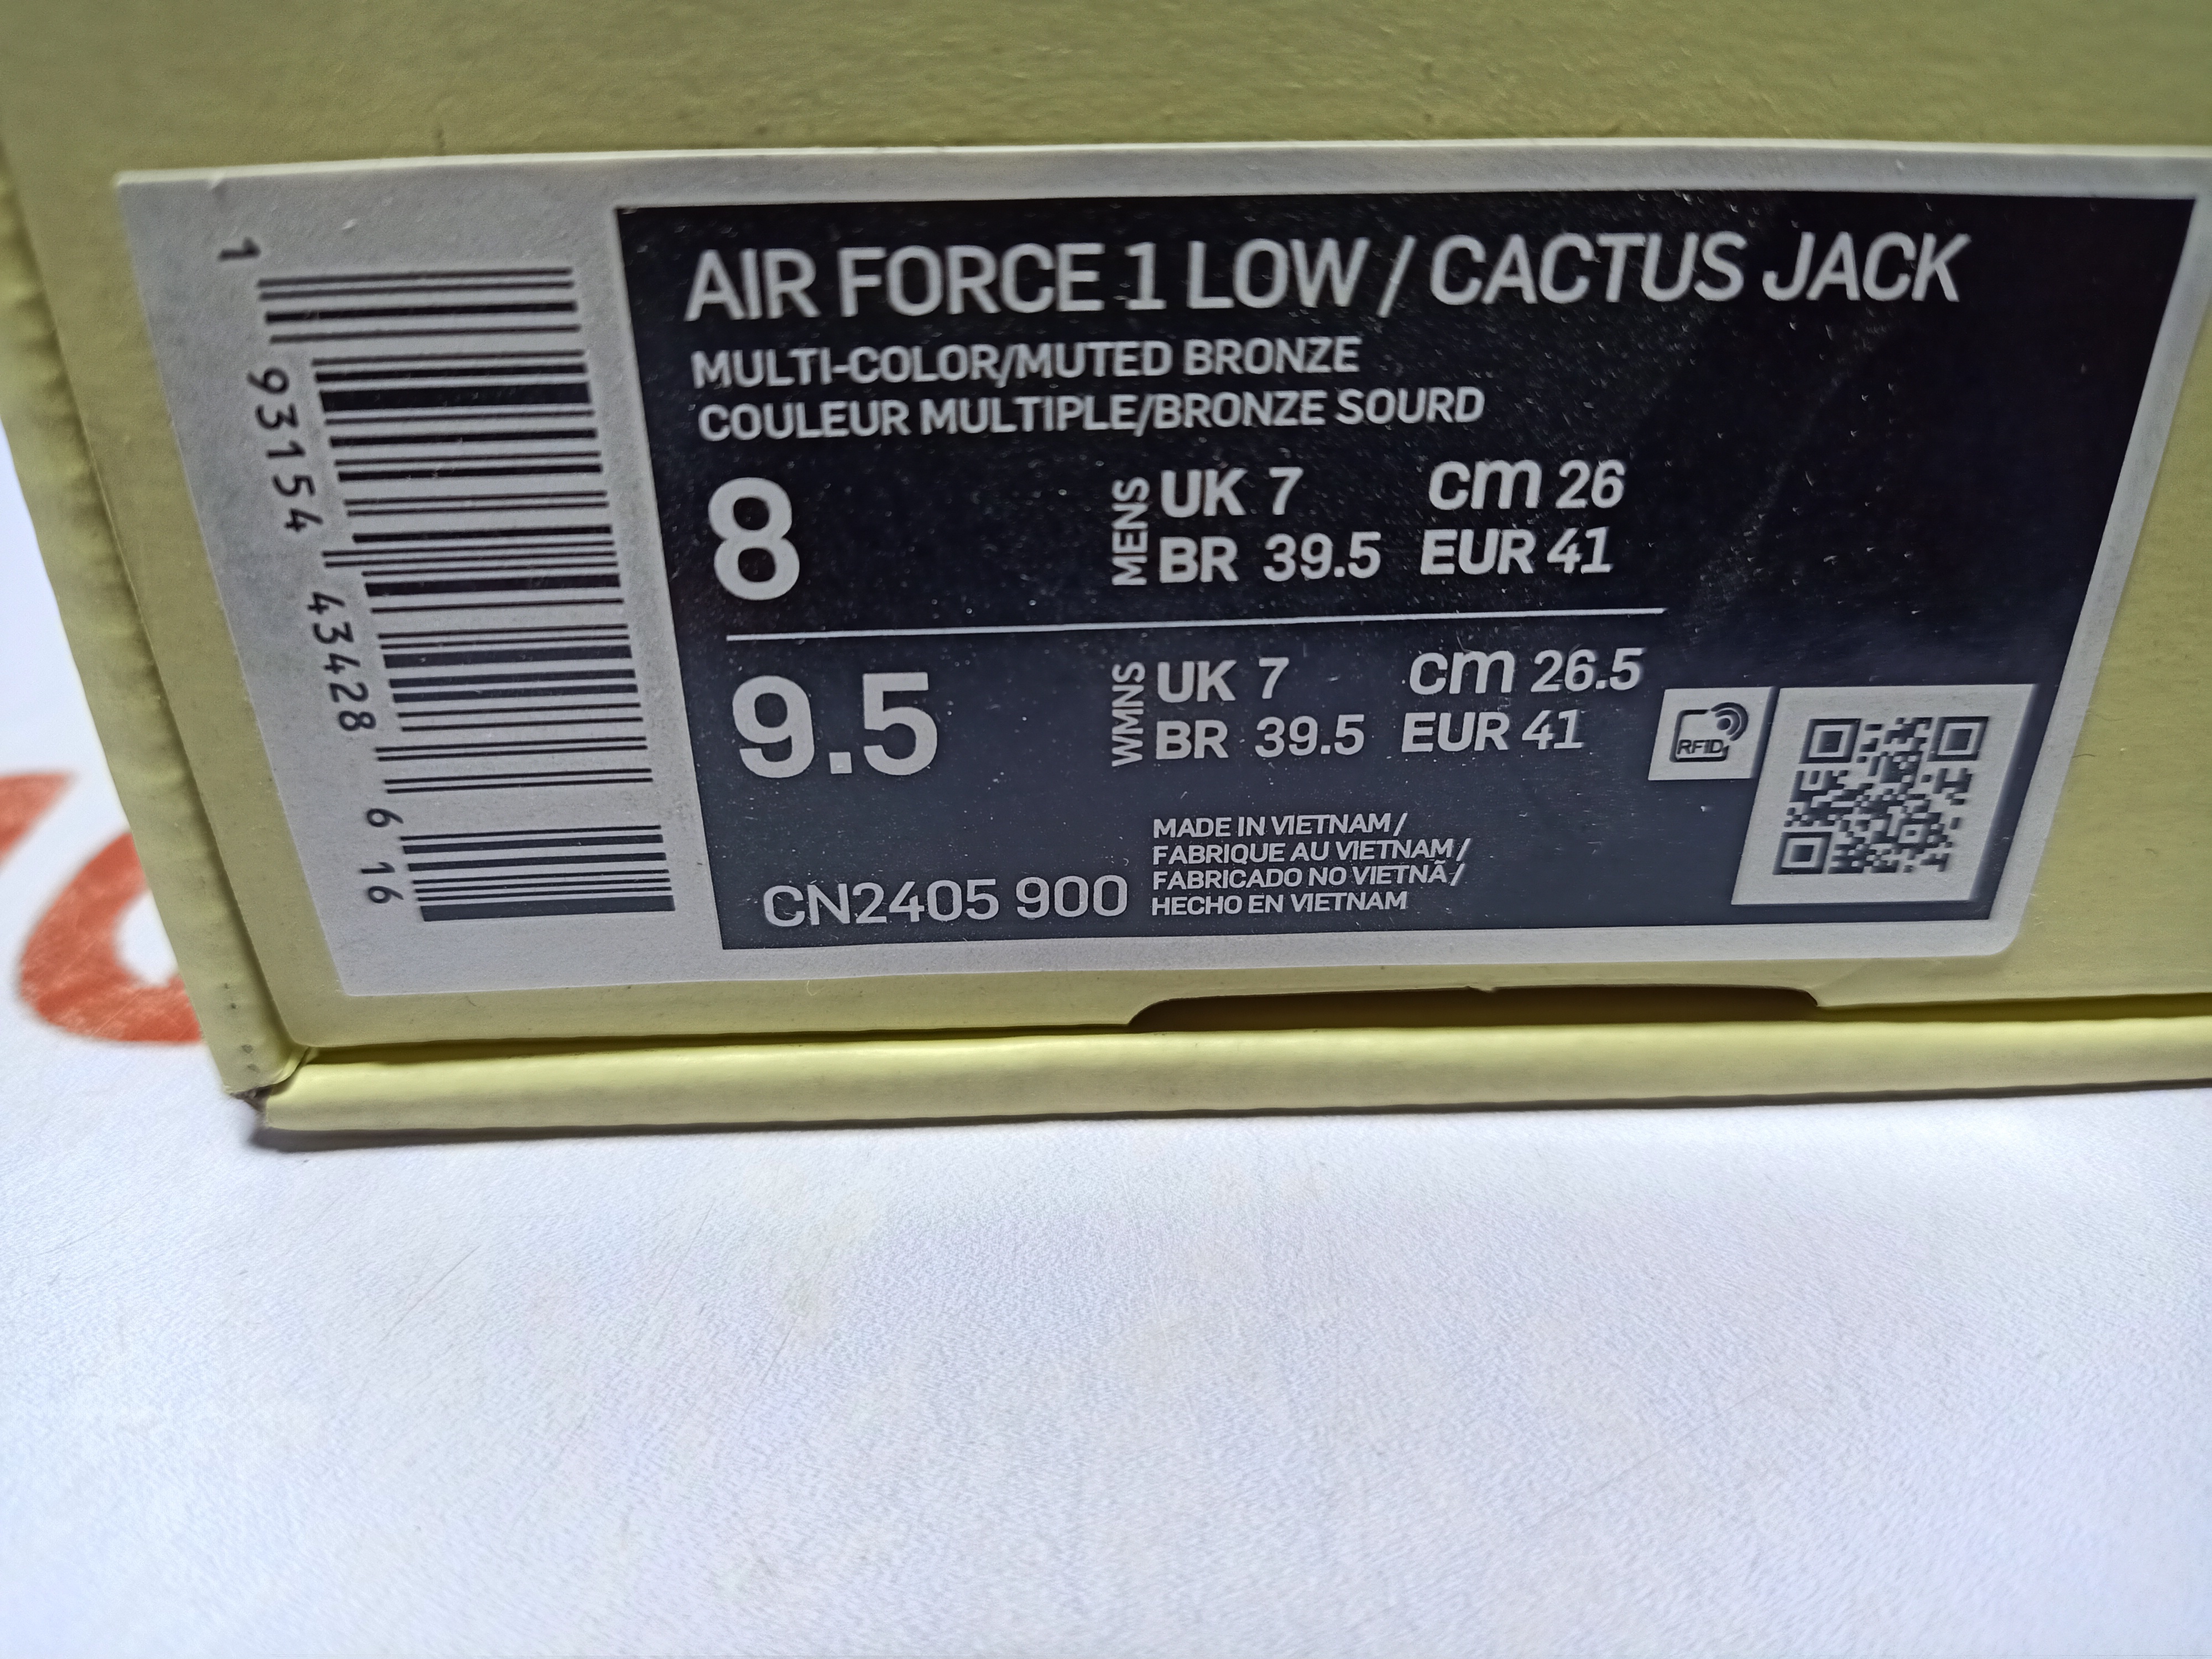 AIR FORCE 1 LOW / CACTUS JACK
MULTI-COLOR/MUTED BRONZE
COULEUR MULTIPLE/BRONZE SOURD
8 MENS UK 7 cm 26
BR 39.5 EUR 41
9.5 WMNS UK 7 cm 26.5
BR 39.5 EUR 41
RFID
CN2405 900
MADE IN VIETNAM /
FABRIQUE AU VIETNAM /
FABRICADO NO VIETNÃ /
HECHO EN VIETNAM
1 93154 43428 6 16